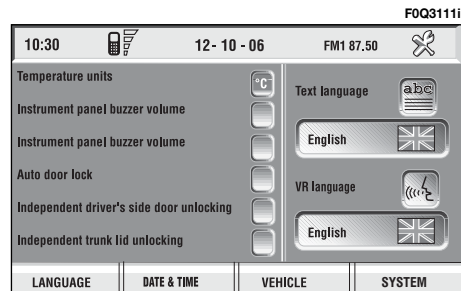 F0Q3111i
10:30 12- 10 - 06 FM1 87.50
Temperature units °C
Instrument panel buzzer volume
Instrument panel buzzer volume
Auto door lock
Independent driver's side door unlocking
Independent trunk lid unlocking
Text language abc
English
VR language
English
LANGUAGE DATE & TIME VEHICLE SYSTEM